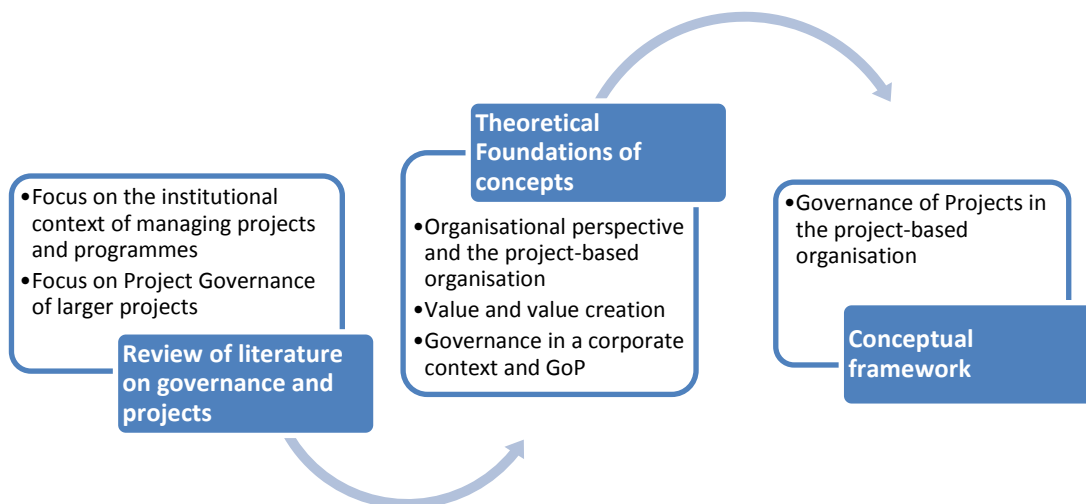 •Focus on the institutional
context of managing projects
and programmes
•Focus on Project Governance
of larger projects
Review of literature
on governance and
projects
Theoretical
Foundations of
concepts
•Organisational perspective
and the project-based
organisation
•Value and value creation
•Governance in a corporate
context and GoP
•Governance of Projects in
the project-based
organisation
Conceptual
framework